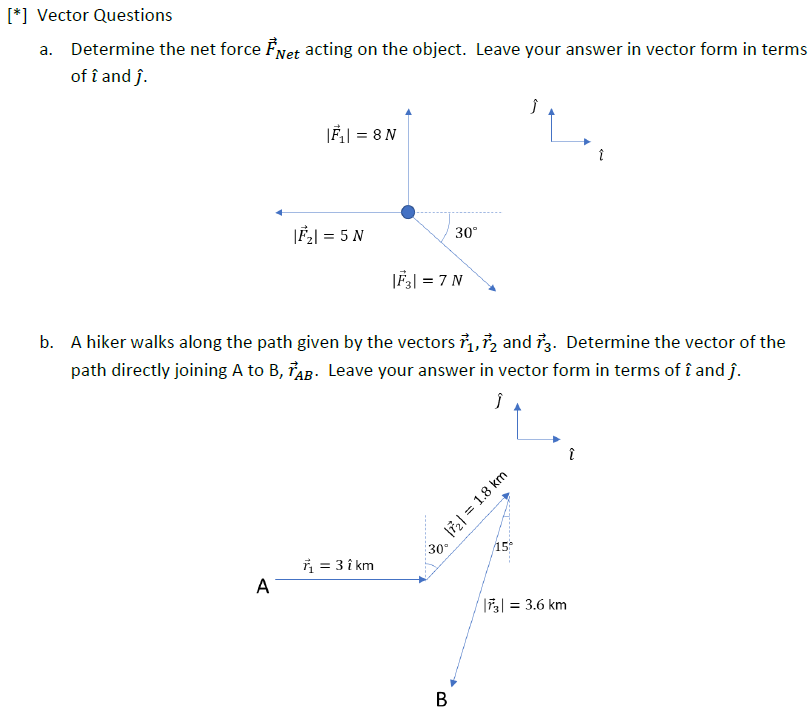 [*] Vector Questions
a. Determine the net force F⃗_Net acting on the object. Leave your answer in vector form in terms
of î and ĵ.
ĵ
|F⃗₁| = 8 N
î
|F⃗₂| = 5 N
30°
|F⃗₃| = 7 N
b. A hiker walks along the path given by the vectors r⃗₁, r⃗₂ and r⃗₃. Determine the vector of the
path directly joining A to B, r⃗_AB. Leave your answer in vector form in terms of î and ĵ.
ĵ
î
|r⃗₂| = 1.8 km
30°
15°
r⃗₁ = 3 î km
A
|r⃗₃| = 3.6 km
B